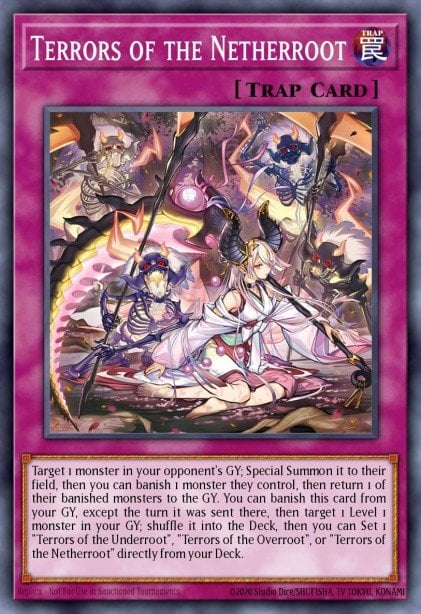 TERRORS OF THE NETHERROOT
TRAP
罠
[TRAP CARD]
Target 1 monster in your opponent's GY; Special Summon it to their
field, then you can banish 1 monster they control, then return 1 of
their banished monsters to the GY. You can banish this card from
your GY, except the turn it was sent there, then target 1 Level 1
monster in your GY; shuffle it into the Deck, then you can Set 1
"Terrors of the Underroot", "Terrors of the Overroot", or "Terrors of
the Netherroot" directly from your Deck.
Replica - Not For Use in Sanctioned Tournaments
©2020 Studio Dice/SHUEISHA, TV TOKYO, KONAMI